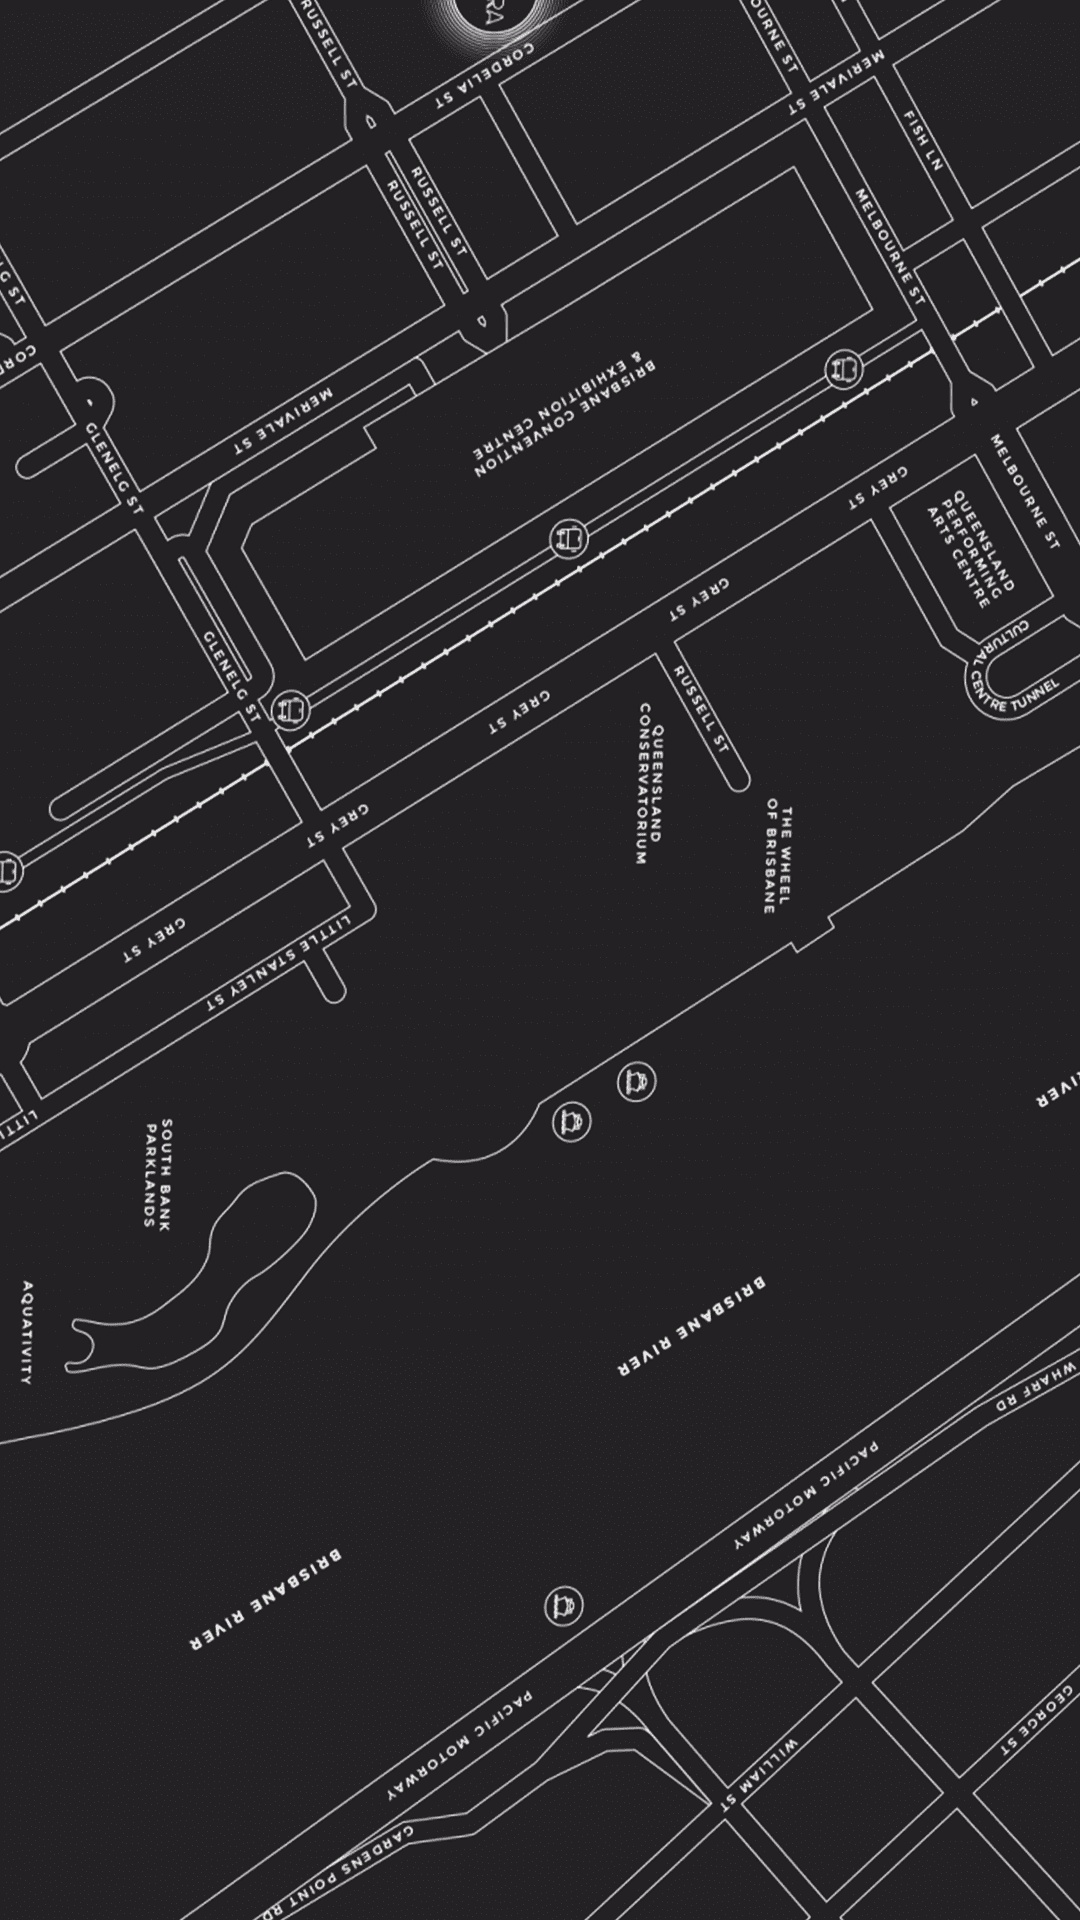 RUSSELL ST
RA
CORDELIA ST
MERIVALE ST
FISH LN
RUSSELL ST
RUSSELL ST
MELBOURNE ST
MERIVALE ST
BRISBANE CONVENTION
& EXHIBITION CENTRE
GLENELG ST
GREY ST
MELBOURNE ST
QUEENSLAND
PERFORMING
ARTS CENTRE
GREY ST
CULTURAL
CENTRE TUNNEL
GLENELG ST
GREY ST
RUSSELL ST
QUEENSLAND
CONSERVATORIUM
GREY ST
THE WHEEL
OF BRISBANE
GREY ST
LITTLE STANLEY ST
SOUTH BANK
PARKLANDS
AQUATIVITY
BRISBANE RIVER
WHARF RD
PACIFIC MOTORWAY
BRISBANE RIVER
PACIFIC MOTORWAY
GEORGE ST
WILLIAM ST
GARDENS POINT RD